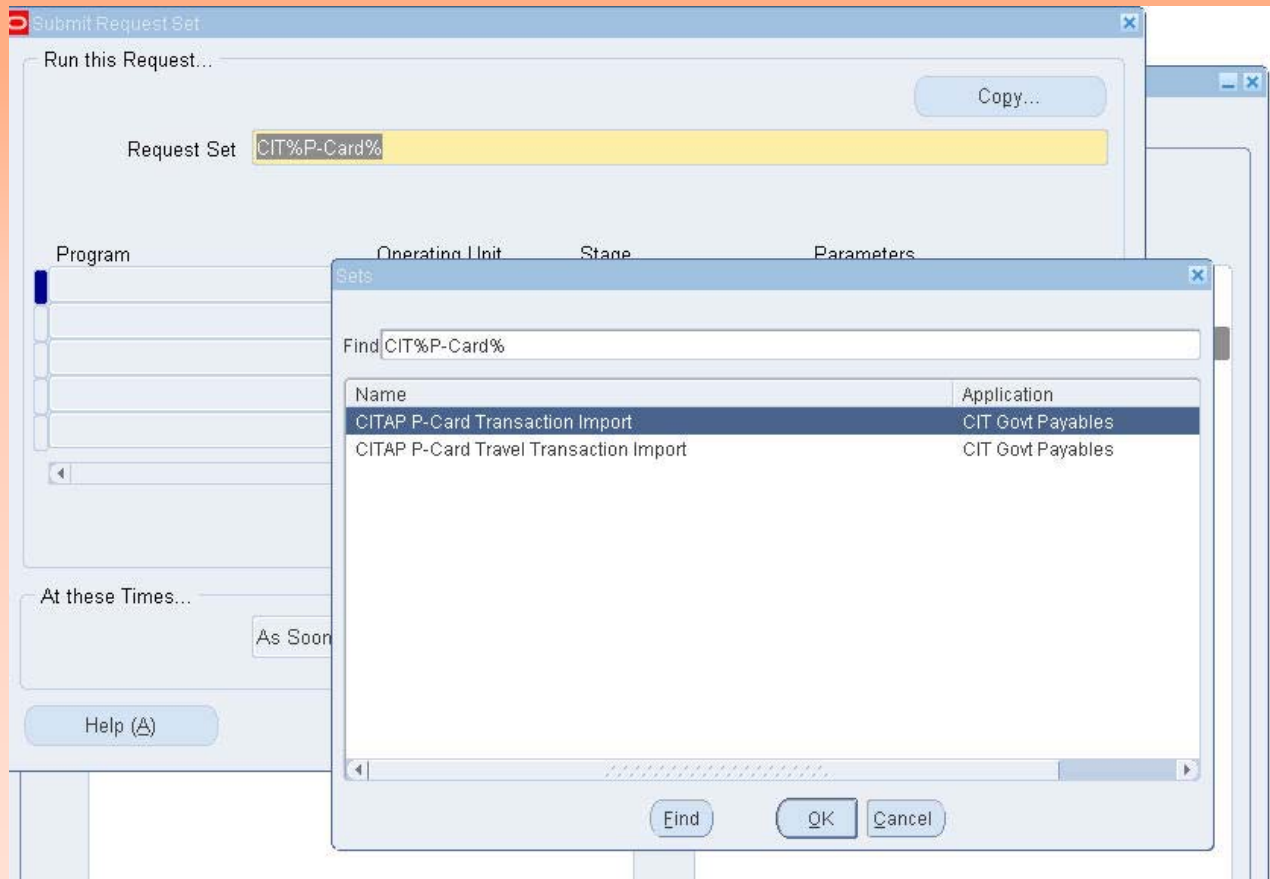 Submit Request Set
Run this Request...
Copy...
Request Set CIT%P-Card%
Program Operating Unit Stage Parameters
Sets
Find CIT%P-Card%
Name Application
CITAP P-Card Transaction Import CIT Govt Payables
CITAP P-Card Travel Transaction Import CIT Govt Payables
At these Times...
As Soon
Help (A)
Find OK Cancel